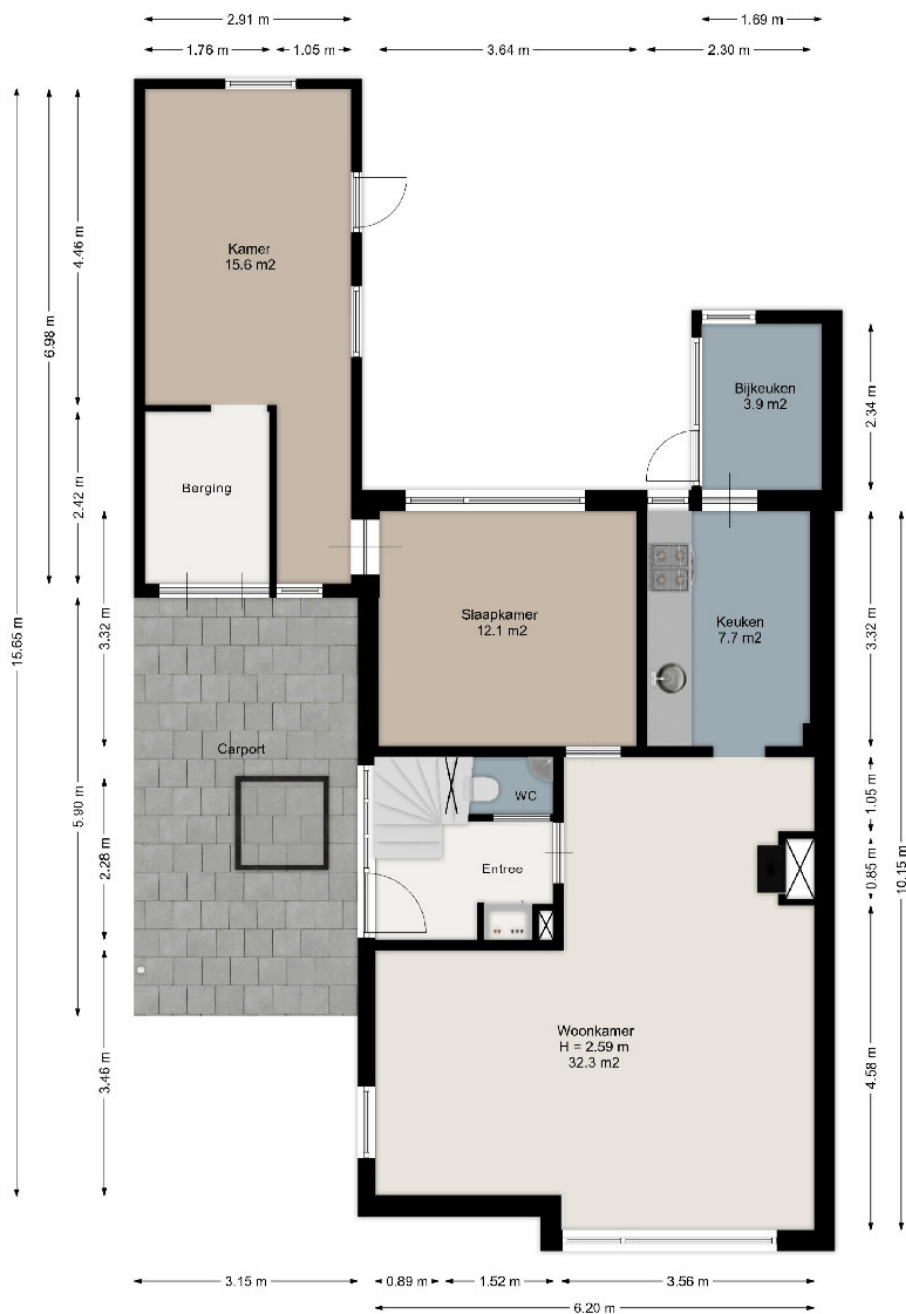 2.91 m
1.69 m
1.76 m
1.05 m
3.64 m
2.30 m
Kamer
15.6 m2
4.46 m
6.98 m
Bijkeuken
3.9 m2
2.34 m
2.42 m
Berging
3.32 m
15.65 m
Slaapkamer
12.1 m2
Keuken
7.7 m2
3.32 m
Carport
5.90 m
WC
1.05 m
2.28 m
Entree
0.85 m
10.15 m
Woonkamer
H = 2.59 m
32.3 m2
4.58 m
3.46 m
3.15 m
0.89 m
1.52 m
3.56 m
6.20 m